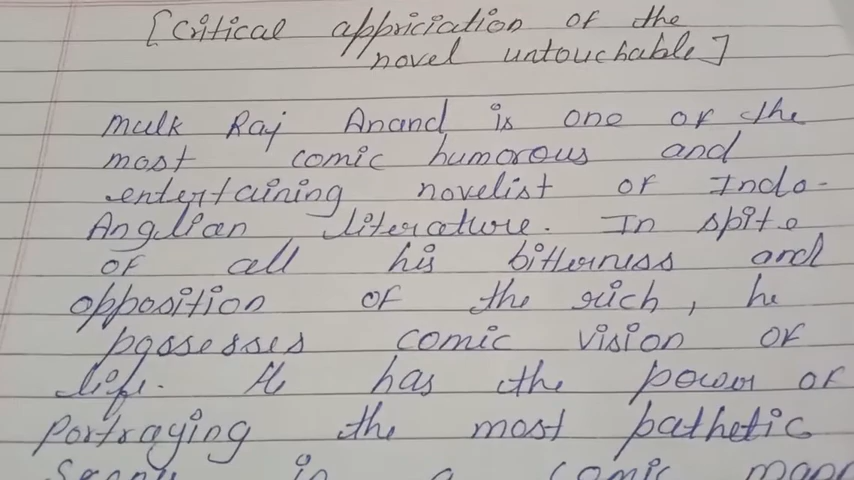 [Critical appriciation of the
novel untouchable]
Mulk Raj Anand is one of the
most comic humorous and
entertaining novelist of Indo-
Anglian literature. In spite
of all his bitterness and
opposition of the rich, he
possesses comic vision of
life. He has the power of
Portraying the most pathetic
in a comic